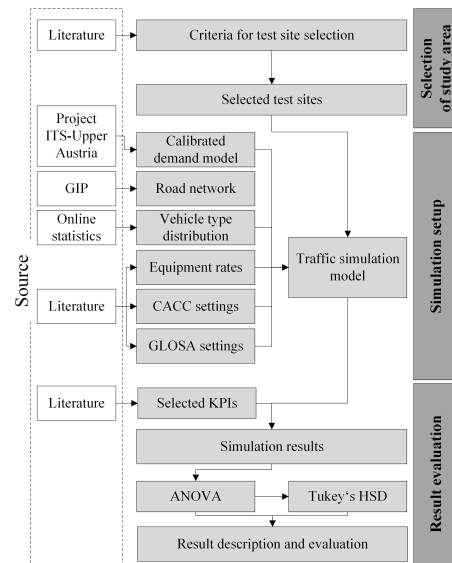 Literature
Criteria for test site selection
Selected test sites
Selection
of study area
Project
ITS-Upper
Austria
Calibrated
demand model
GIP
Road network
Online
statistics
Vehicle type
distribution
Equipment rates
Traffic simulation
model
Literature
CACC settings
GLOSA settings
Simulation setup
Source
Literature
Selected KPIs
Simulation results
ANOVA
Tukey‘s HSD
Result description and evaluation
Result evaluation